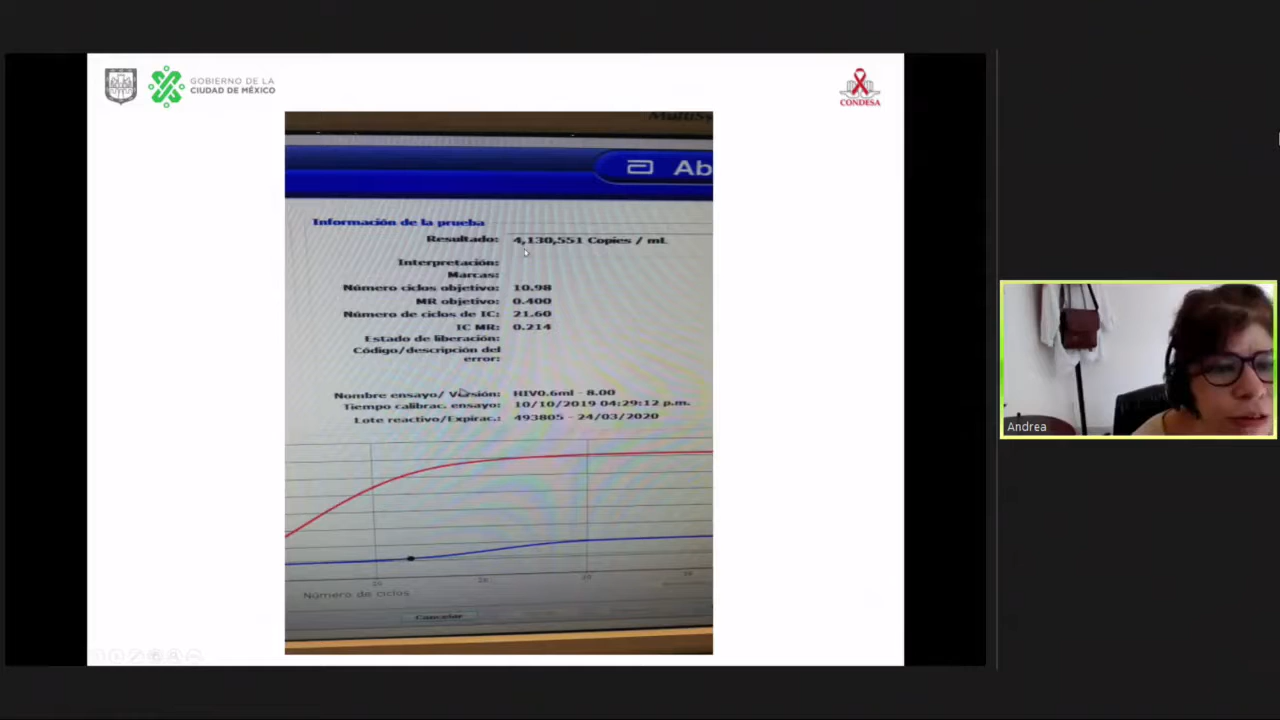 GOBIERNO DE LA
CIUDAD DE MÉXICO
CONDESA
MultiSy
Ab
Información de la prueba
Resultado: 4,130,551 Copies / mL
Interpretación:
Marcas:
Número ciclos objetivo: 10.98
MR objetivo: 0.400
Número de ciclos de IC: 21.60
IC MR: 0.214
Estado de liberación:
Código/descripción del
error:
Nombre ensayo/ Versión: HIV0.6ml - 8.00
Tiempo calibrac. ensayo: 10/10/2019 04:29:12 p.m.
Lote reactivo/Expirac.: 493805 - 24/03/2020
Número de ciclos
Cancelar
Andrea